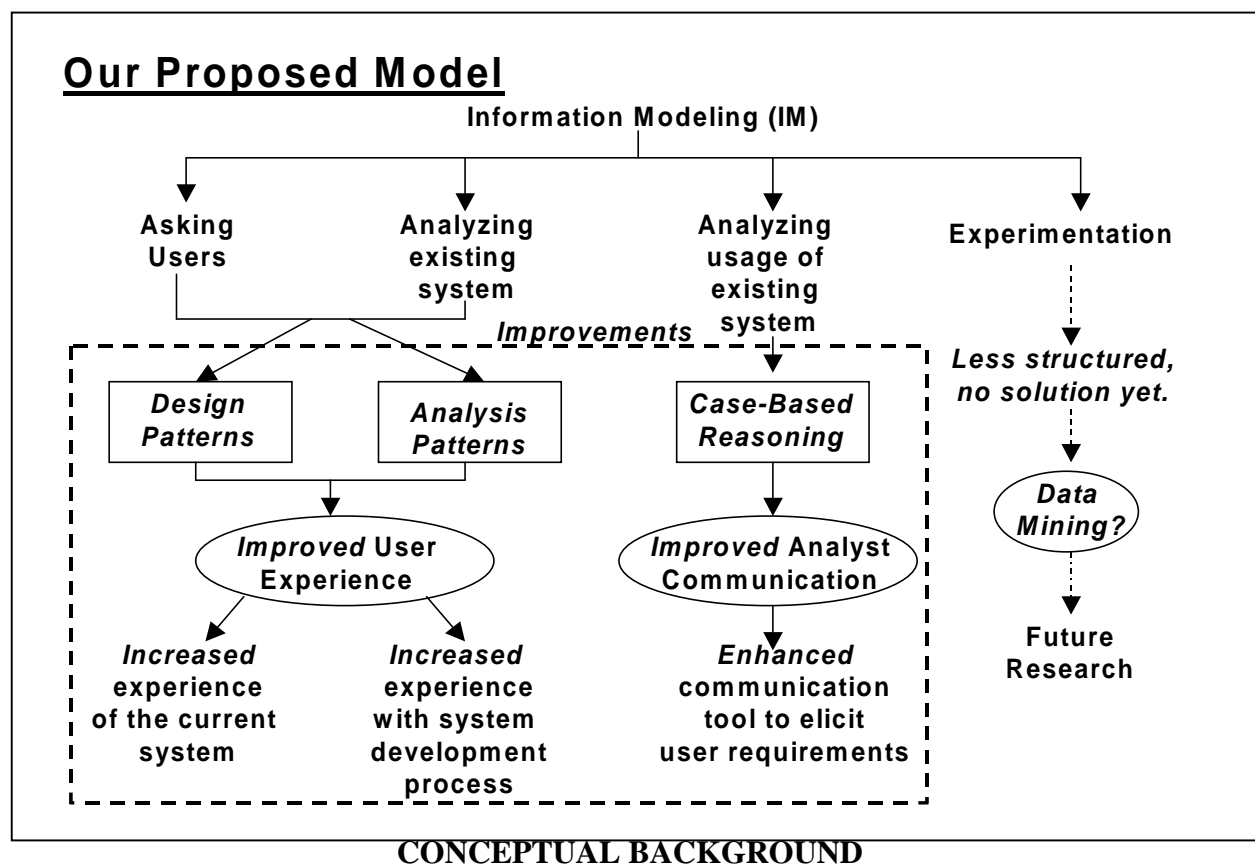 Our Proposed Model
Information Modeling (IM)
Asking
Users
Analyzing
existing
system
Analyzing
usage of
existing
system
Experimentation
Improvements
Design
Patterns
Analysis
Patterns
Case-Based
Reasoning
Less structured,
no solution yet.
Improved User
Experience
Improved Analyst
Communication
Data
Mining?
Increased
experience
of the current
system
Increased
experience
with system
development
process
Enhanced
communication
tool to elicit
user requirements
Future
Research
CONCEPTUAL BACKGROUND